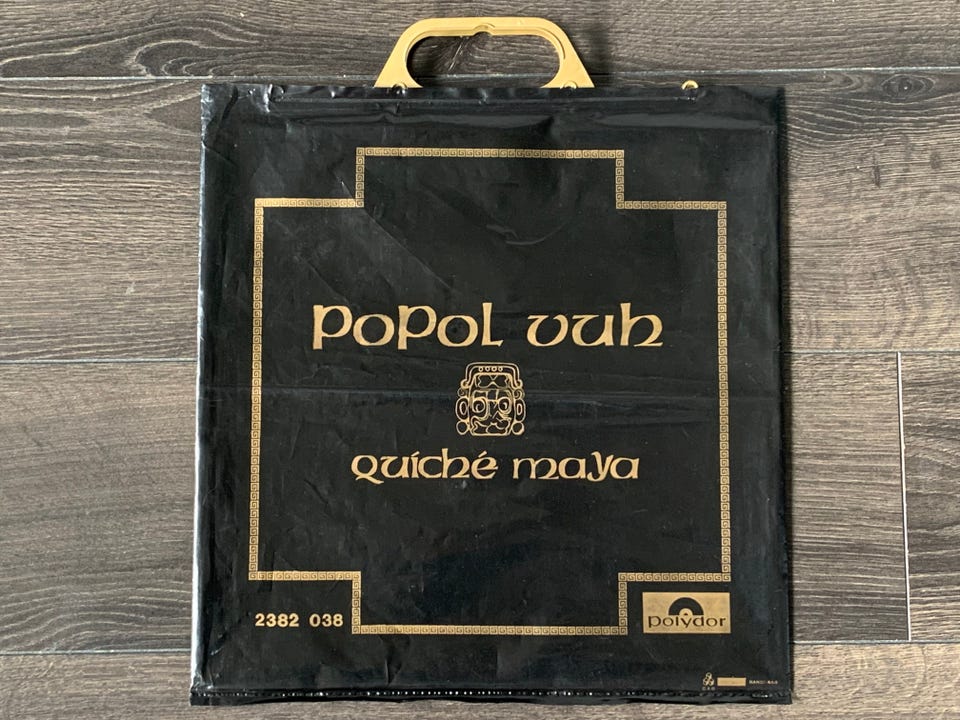 Popol vuh
Quiché maya
2382 038
polydor